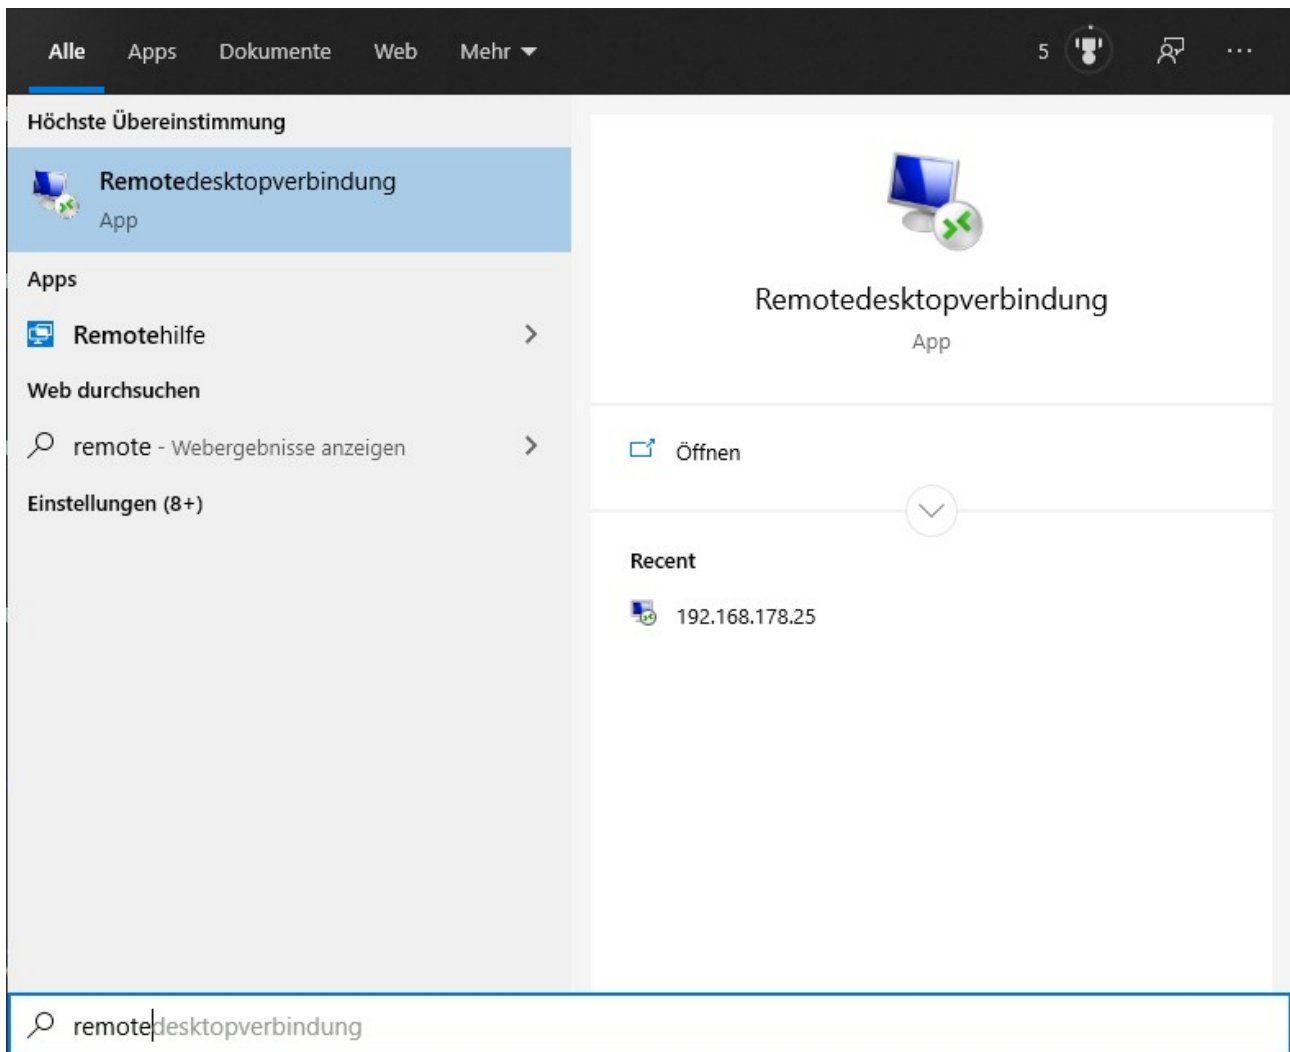 Alle Apps Dokumente Web Mehr 5
Höchste Übereinstimmung
Remotedesktopverbindung
App
Apps
Remotehilfe
Web durchsuchen
remote - Webergebnisse anzeigen
Einstellungen (8+)
Remotedesktopverbindung
App
Öffnen
Recent
192.168.178.25
remotedesktopverbindung